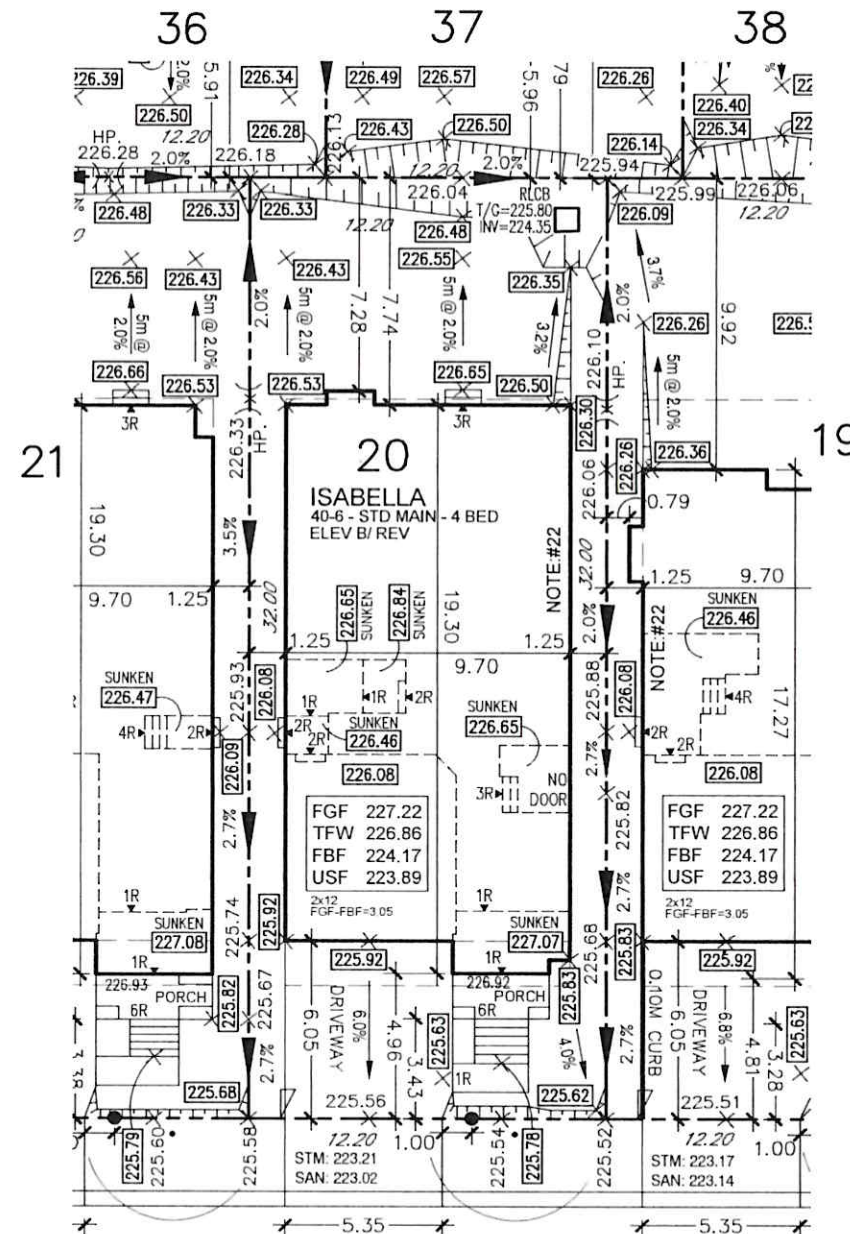 36
37
38
226.39
226.50
5.91
226.34
226.49
226.57
5.96
79
226.26
226.40
2.0%
12.20
226.28
226.13
226.43
226.50
226.14
226.34
HP.
226.28
2.0%
226.18
12.20
2.0%
225.94
226.48
226.33
226.33
226.04
RLCB
T/G=225.80
INV=224.35
226.09
225.99
226.06
12.20
12.20
226.48
226.56
226.43
226.43
226.55
226.35
3.7%
5m @ 2.0%
5m @ 2.0%
2.0%
5m @ 2.0%
7.28
7.74
5m @ 2.0%
3.2%
226.10
2.0%
226.26
9.92
226.66
226.53
226.53
226.65
226.50
HP.
5m @ 2.0%
3R
226.33
HP.
3R
226.30
21
20
19
226.26
226.36
226.06
0.79
ISABELLA
40-6 - STD MAIN - 4 BED
ELEV B/ REV
19.30
3.5%
NOTE:#22
32.00
9.70
1.25
32.00
226.65
SUNKEN
226.84
SUNKEN
19.30
2.0%
1.25
9.70
226.46
SUNKEN
NOTE:#22
1.25
9.70
1.25
SUNKEN
226.47
225.93
226.08
1R
1R
2R
SUNKEN
226.65
225.88
226.08
4R
17.27
4R
2R
2R
2R
SUNKEN
226.46
2R
2R
226.09
226.08
2.7%
226.08
3R
NO
DOOR
225.82
2.7%
FGF 227.22
TFW 226.86
FBF 224.17
USF 223.89
2x12
FGF-FBF=3.05
FGF 227.22
TFW 226.86
FBF 224.17
USF 223.89
2x12
FGF-FBF=3.05
1R
1R
2.7%
SUNKEN
227.08
225.74
225.92
SUNKEN
227.07
225.68
225.83
1R
226.93
225.92
1R
226.92
225.92
PORCH
6R
225.82
225.67
6.05
DRIVEWAY
6.0%
4.96
225.63
PORCH
6R
225.83
4.0%
2.7%
0.10M CURB
6.05
DRIVEWAY
6.8%
4.81
225.63
3.38
2.7%
3.43
1R
3.28
225.68
225.56
225.62
225.51
225.79
225.60
225.58
12.20
1.00
225.54
225.78
225.52
12.20
1.00
STM: 223.21
SAN: 223.02
STM: 223.17
SAN: 223.14
5.35
5.35